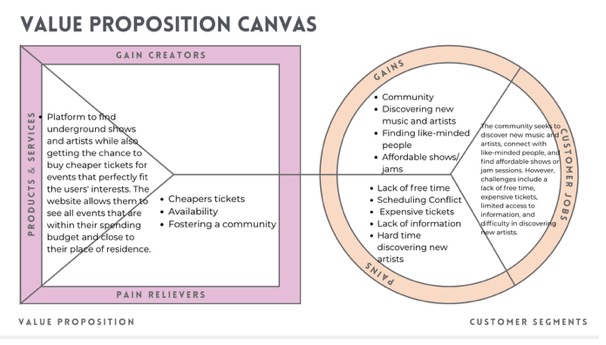 VALUE PROPOSITION CANVAS
GAIN CREATORS
PRODUCTS & SERVICES
• Platform to find
underground shows
and artists while also
getting the chance to
buy cheaper tickets for
events that perfectly fit
the users' interests. The
website allows them to
see all events that are
within their spending
budget and close to
their place of residence.
• Cheapers tickets
• Availability
• Fostering a community
PAIN RELIEVERS
VALUE PROPOSITION
GAINS
• Community
• Discovering new
music and artists
• Finding like-minded
people
• Affordable shows/
jams
• Lack of free time
• Scheduling Conflict
• Expensive tickets
• Lack of information
• Hard time
discovering new
artists
PAINS
The community seeks to
discover new music and
artists, connect with
like-minded people, and
find affordable shows or
jam sessions. However,
challenges include a
lack of free time,
expensive tickets,
limited access to
information, and
difficulty in discovering
new artists.
CUSTOMER JOBS
CUSTOMER SEGMENTS